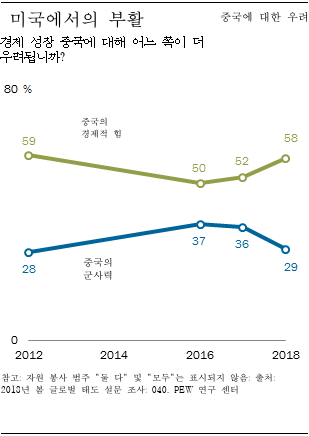 미국에서의 부활
중국에 대한 우려
경제 성장 중국에 대해 어느 쪽이 더
우려됩니까?
80 %
중국의
경제적 힘
59
50
52
58
37
36
28
29
중국의
군사력
0
2012
2014
2016
2018
참고: 자원 봉사 범주 "둘 다" 및 "모두"는 표시되지 않음: 출처:
2018년 봄 글로벌 태도 설문 조사: 040. PEW 연구 센터